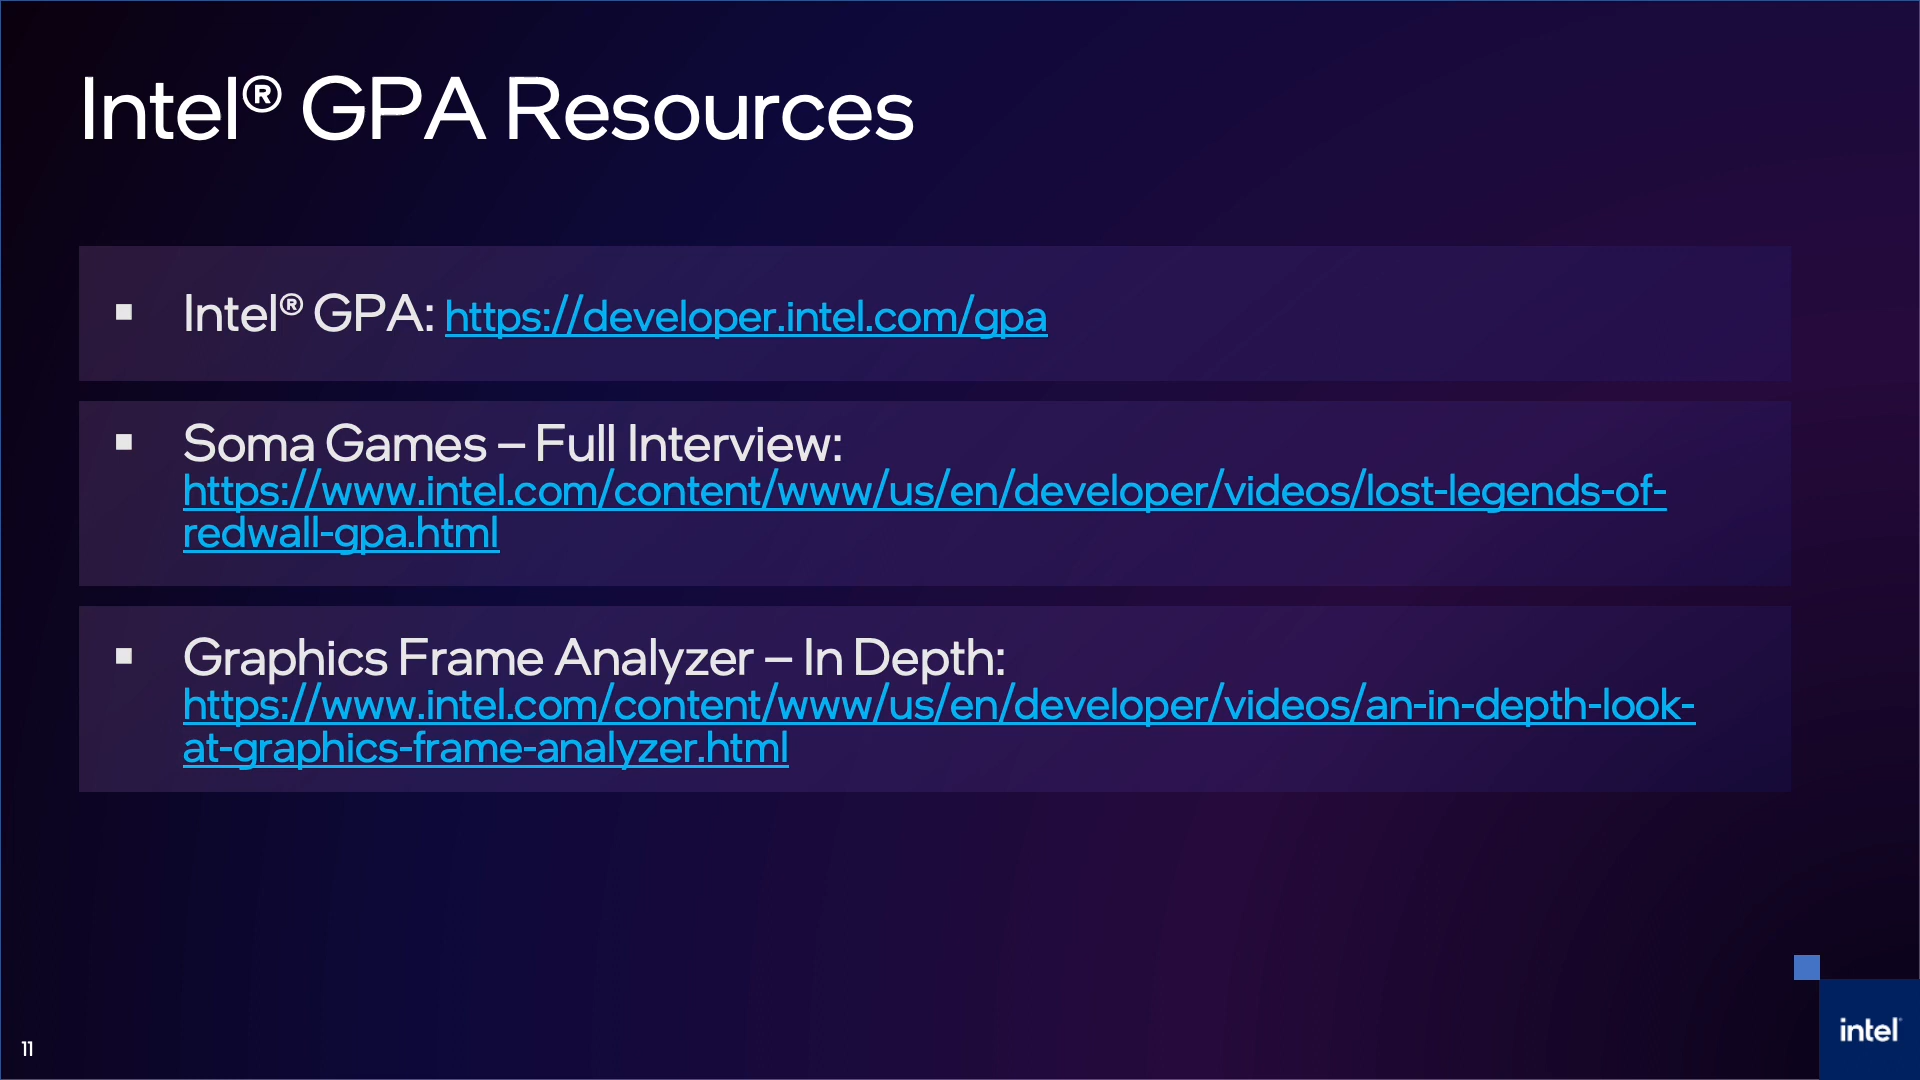 Intel® GPA Resources
▪ Intel® GPA: https://developer.intel.com/gpa
▪ Soma Games – Full Interview:
https://www.intel.com/content/www/us/en/developer/videos/lost-legends-of-
redwall-gpa.html
▪ Graphics Frame Analyzer – In Depth:
https://www.intel.com/content/www/us/en/developer/videos/an-in-depth-look-
at-graphics-frame-analyzer.html
11
intel